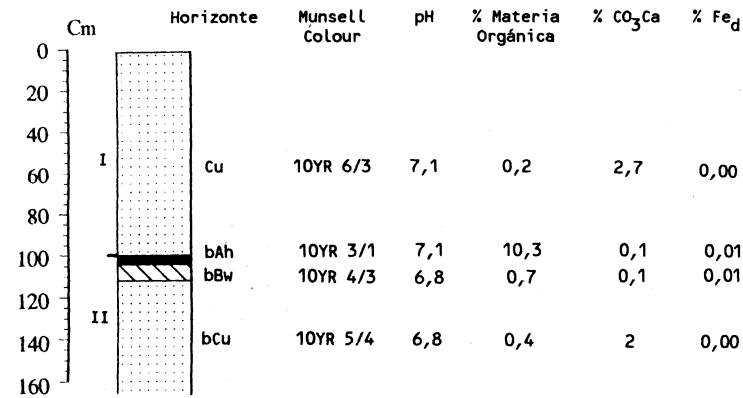 Cm Horizonte Munsell Colour pH % Materia Orgánica % CO3Ca % Fed
0
20
40
I Cu 10YR 6/3 7,1 0,2 2,7 0,00
60
80
100 bAh 10YR 3/1 7,1 10,3 0,1 0,01
bBw 10YR 4/3 6,8 0,7 0,1 0,01
120
II
140 bCu 10YR 5/4 6,8 0,4 2 0,00
160